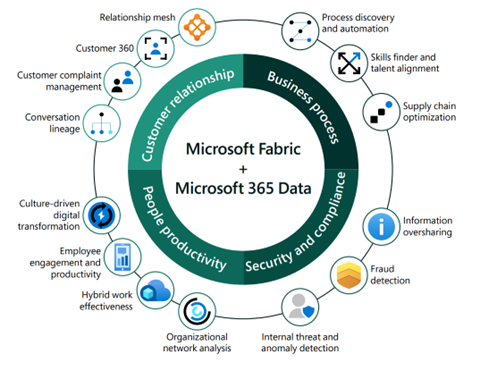 Relationship mesh
Customer 360
Customer complaint
management
Conversation
lineage
Process discovery
and automation
Skills finder and
talent alignment
Supply chain
optimization
Customer relationship
Business process
Microsoft Fabric
+
Microsoft 365 Data
People productivity
Security and compliance
Culture-driven
digital
transformation
Employee
engagement and
productivity
Hybrid work
effectiveness
Organizational
network analysis
Information
oversharing
Fraud
detection
Internal threat and
anomaly detection